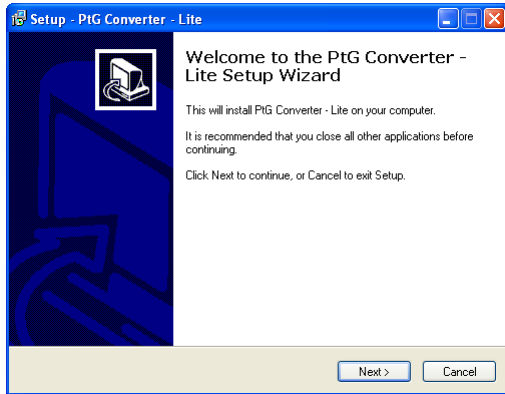 Setup - PtG Converter - Lite
Welcome to the PtG Converter -
Lite Setup Wizard
This will install PtG Converter - Lite on your computer.
It is recommended that you close all other applications before
continuing.
Click Next to continue, or Cancel to exit Setup.
Next >
Cancel